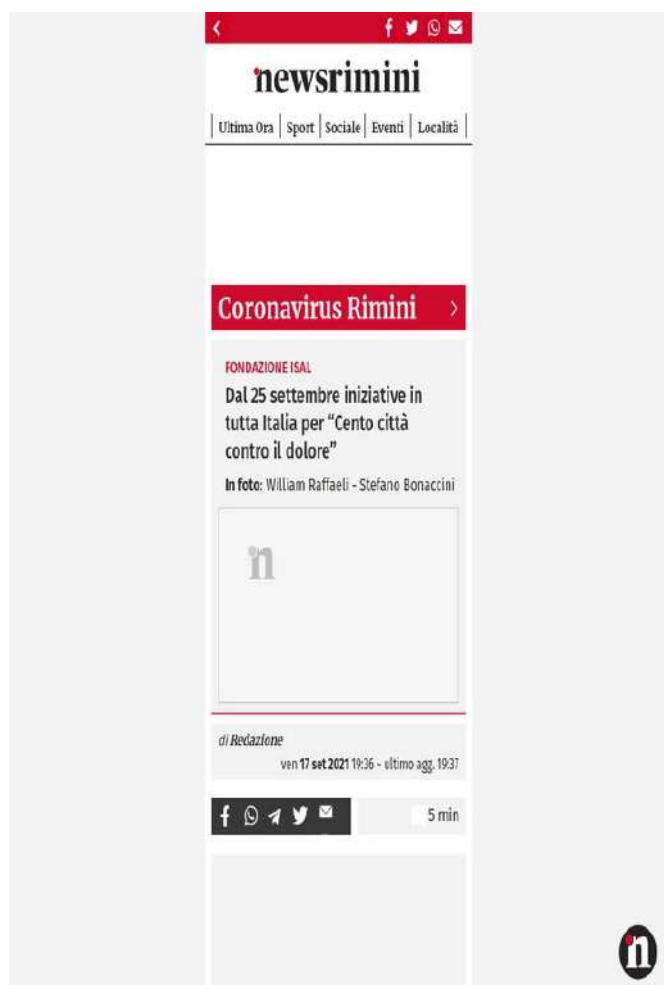 newsrimini
Ultima Ora | Sport | Sociale | Eventi | Località |
Coronavirus Rimini >
FONDAZIONE ISAL
Dal 25 settembre iniziative in
tutta Italia per “Cento città
contro il dolore”
In foto: William Raffaeli - Stefano Bonaccini
n
di Redazione
ven 17 set 2021 19:36 ~ ultimo agg. 19:37
5 min
n